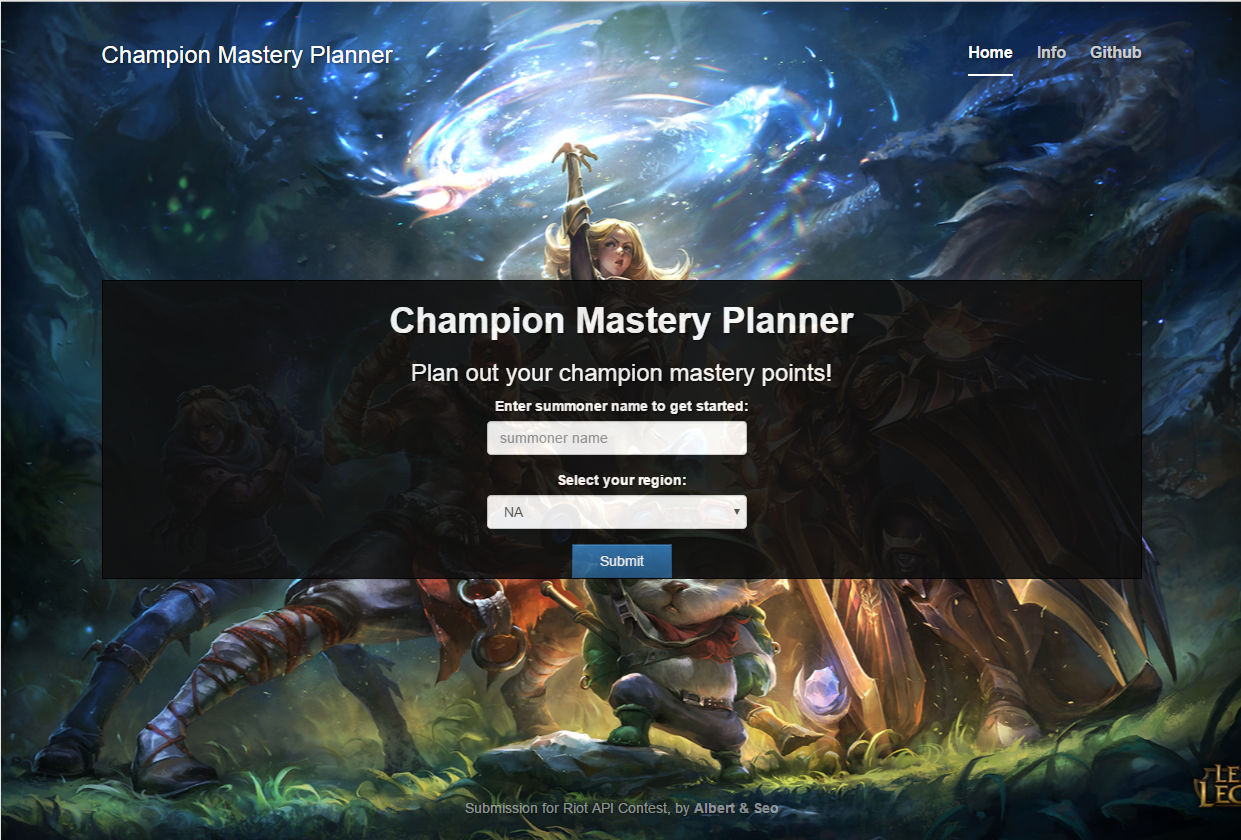 Champion Mastery Planner
Home Info Github
Champion Mastery Planner
Plan out your champion mastery points!
Enter summoner name to get started:
summoner name
Select your region:
NA
Submit
LE
LEG
Submission for Riot API Contest, by Albert & Seo